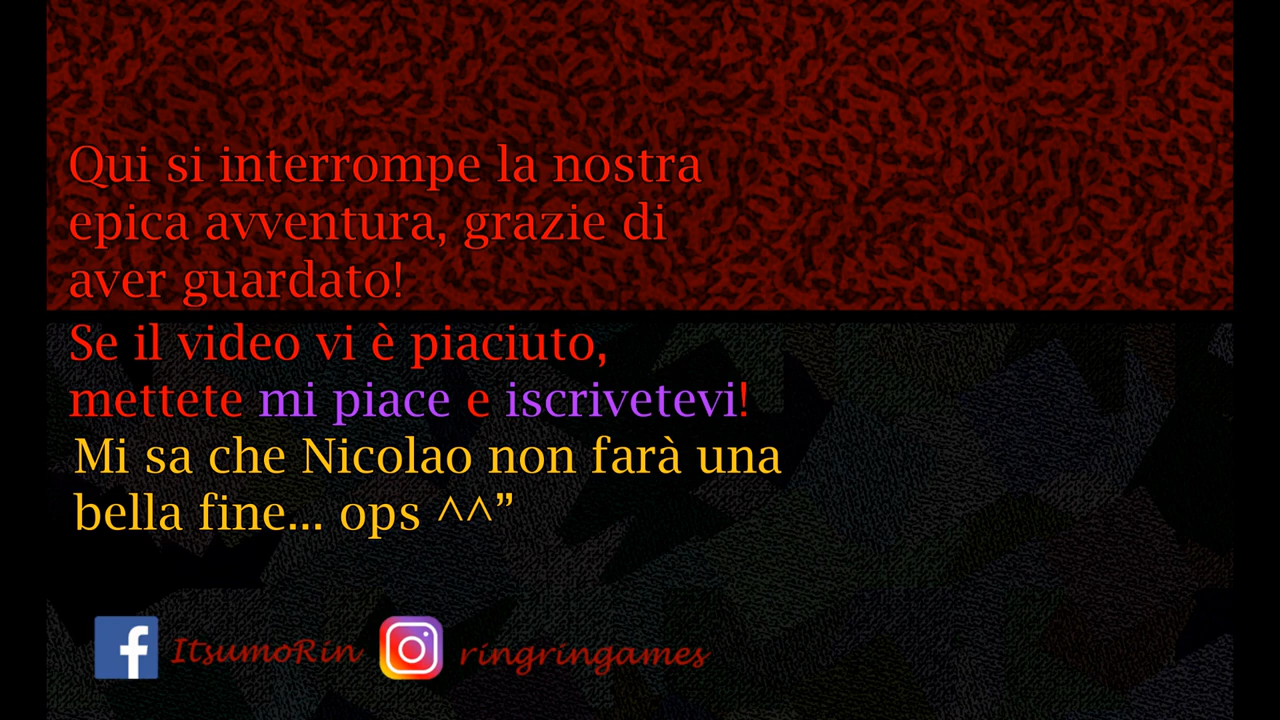 Qui si interrompe la nostra
epica avventura, grazie di
aver guardato!
Se il video vi è piaciuto,
mettete mi piace e iscrivetevi!
Mi sa che Nicolao non farà una
bella fine... ops ^^”
ItsumoRin ringringames